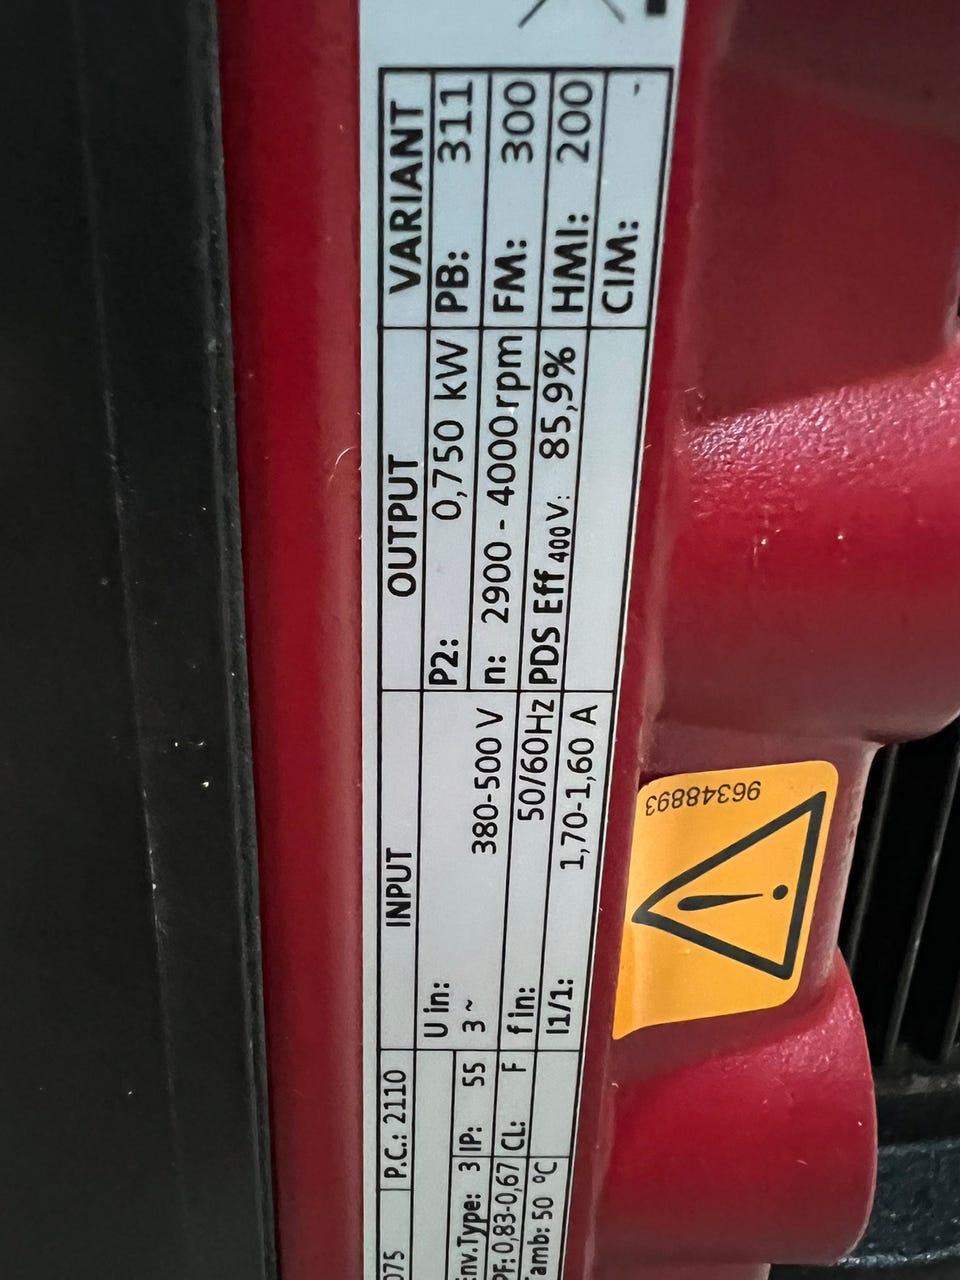 075 P.C.: 2110
Env.Type: 3 IP: 55
PF: 0,83-0,67 CL: F
Tamb: 50 °C
INPUT
U in:
3 ~ 380-500 V
f in: 50/60Hz
I1/1: 1,70-1,60 A
OUTPUT
P2: 0,750 kW
n: 2900 - 4000rpm
PDS Eff 400 V: 85,9%
VARIANT
PB: 311
FM: 300
HMI: 200
CIM: -
96348893